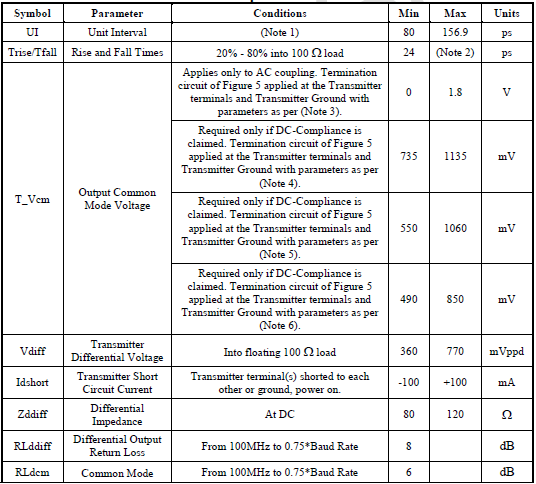 Symbol Parameter Conditions Min Max Units
UI Unit Interval (Note 1) 80 156.9 ps
Trise/Tfall Rise and Fall Times 20% - 80% into 100 Ω load 24 (Note 2) ps
T_Vcm
Output Common
Mode Voltage
Applies only to AC coupling. Termination
circuit of Figure 5 applied at the Transmitter
terminals and Transmitter Ground with
parameters as per (Note 3).
0 1.8 V
Required only if DC-Compliance is
claimed. Termination circuit of Figure 5
applied at the Transmitter terminals and
Transmitter Ground with parameters as per
(Note 4).
735 1135 mV
Required only if DC-Compliance is
claimed. Termination circuit of Figure 5
applied at the Transmitter terminals and
Transmitter Ground with parameters as per
(Note 5).
550 1060 mV
Required only if DC-Compliance is
claimed. Termination circuit of Figure 5
applied at the Transmitter terminals and
Transmitter Ground with parameters as per
(Note 6).
490 850 mV
Vdiff
Transmitter
Differential Voltage
Into floating 100 Ω load 360 770 mVppd
Idshort
Transmitter Short
Circuit Current
Transmitter terminal(s) shorted to each
other or ground, power on.
-100 +100 mA
Zddiff
Differential
Impedance
At DC 80 120 Ω
RLddiff
Differential Output
Return Loss
From 100MHz to 0.75*Baud Rate 8 dB
RLdcm Common Mode From 100MHz to 0.75*Baud Rate 6 dB